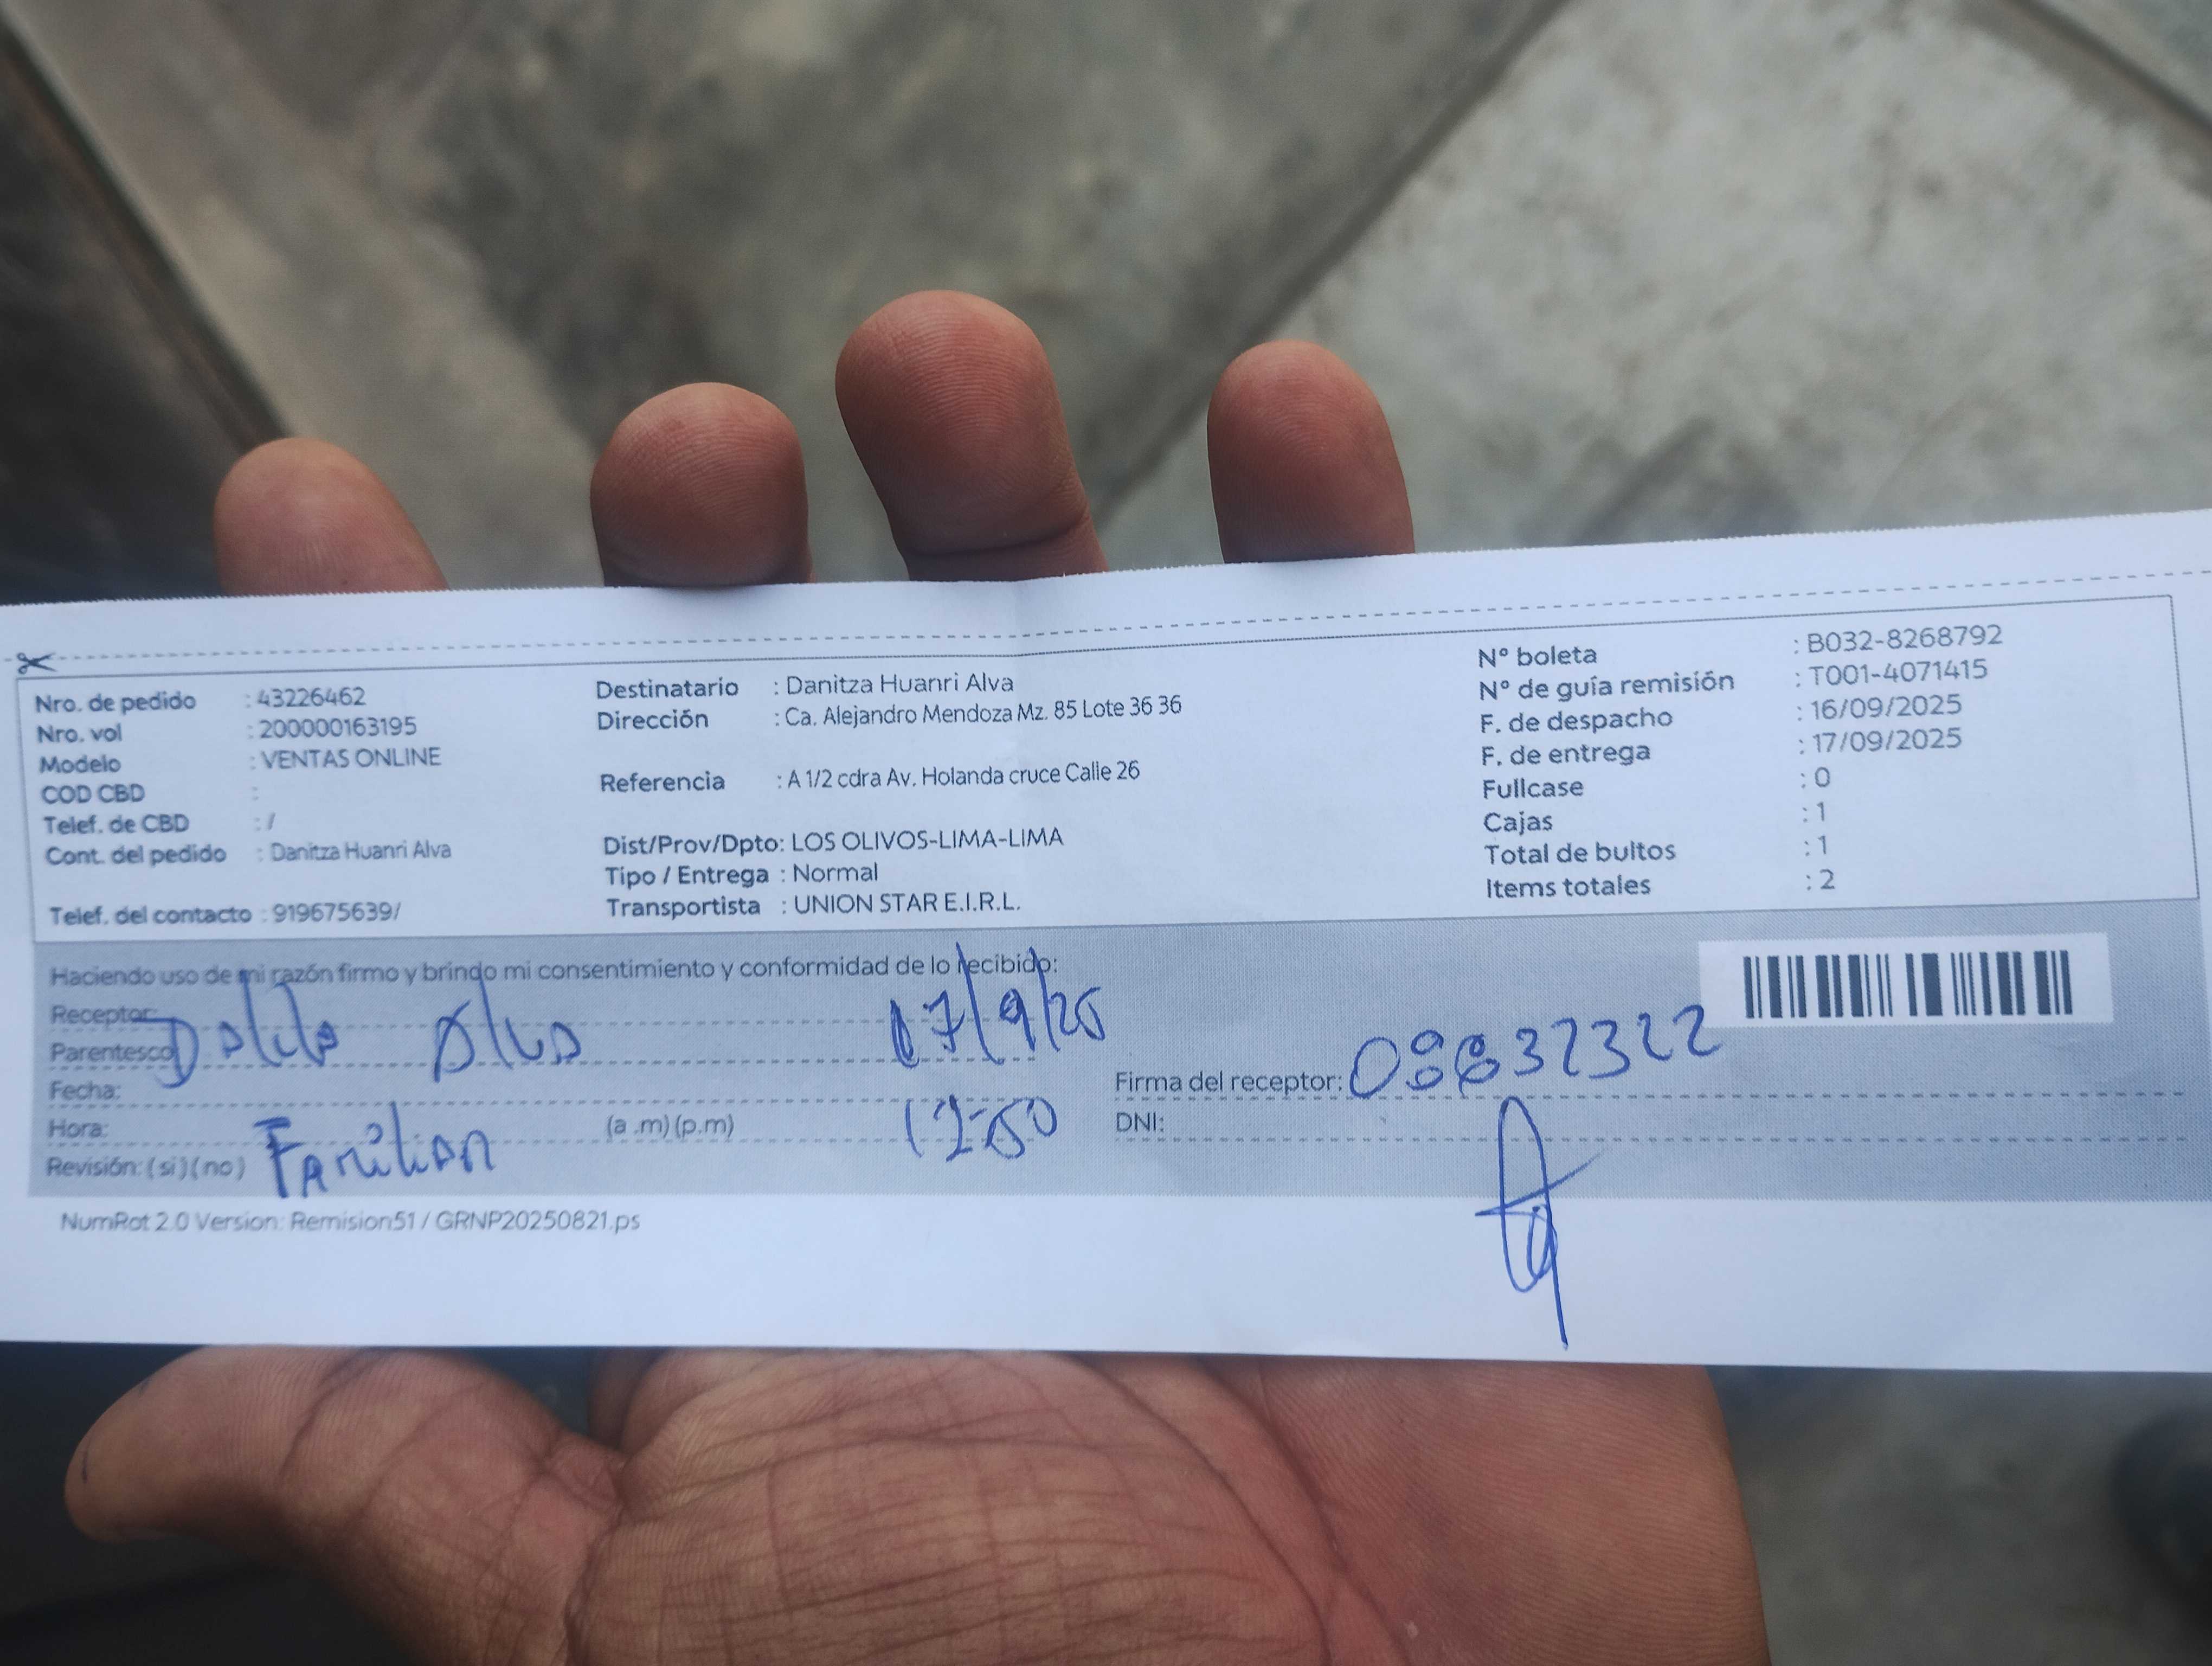 Nro. de pedido : 43226462
Nro. vol : 200000163195
Modelo : VENTAS ONLINE
COD CBD :
Telef. de CBD : /
Cont. del pedido : Danitza Huanri Alva
Telef. del contacto : 919675639/
Destinatario : Danitza Huanri Alva
Dirección : Ca. Alejandro Mendoza Mz. 85 Lote 36 36
Referencia : A 1/2 cdra Av. Holanda cruce Calle 26
Dist/Prov/Dpto: LOS OLIVOS-LIMA-LIMA
Tipo / Entrega : Normal
Transportista : UNION STAR E.I.R.L.
N° boleta : B032-8268792
N° de guía remisión : T001-4071415
F. de despacho : 16/09/2025
F. de entrega : 17/09/2025
Fullcase : 0
Cajas : 1
Total de bultos : 1
Items totales : 2
Haciendo uso de mi razón firmo y brindo mi consentimiento y conformidad de lo recibido:
Receptor:
Parentesco
17/9/25
Fecha:
Hora: (a .m) (p.m) 12:50
Revisión: (si) (no) Familiar
Firma del receptor: 08832322
DNI:
NumRot 2.0 Version: Remision51 / GRNP20250821.ps